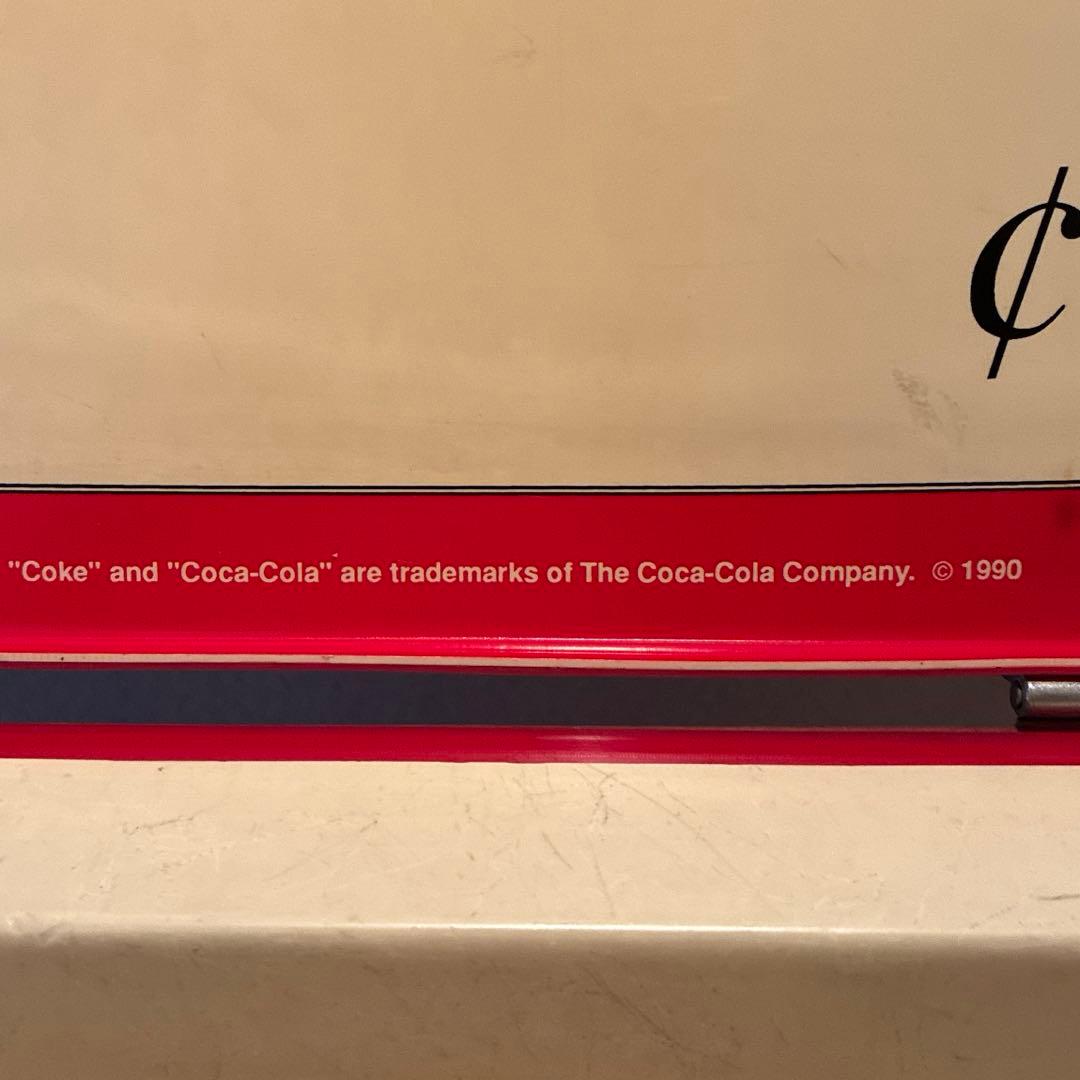 ¢
"Coke" and "Coca-Cola" are trademarks of The Coca-Cola Company. © 1990